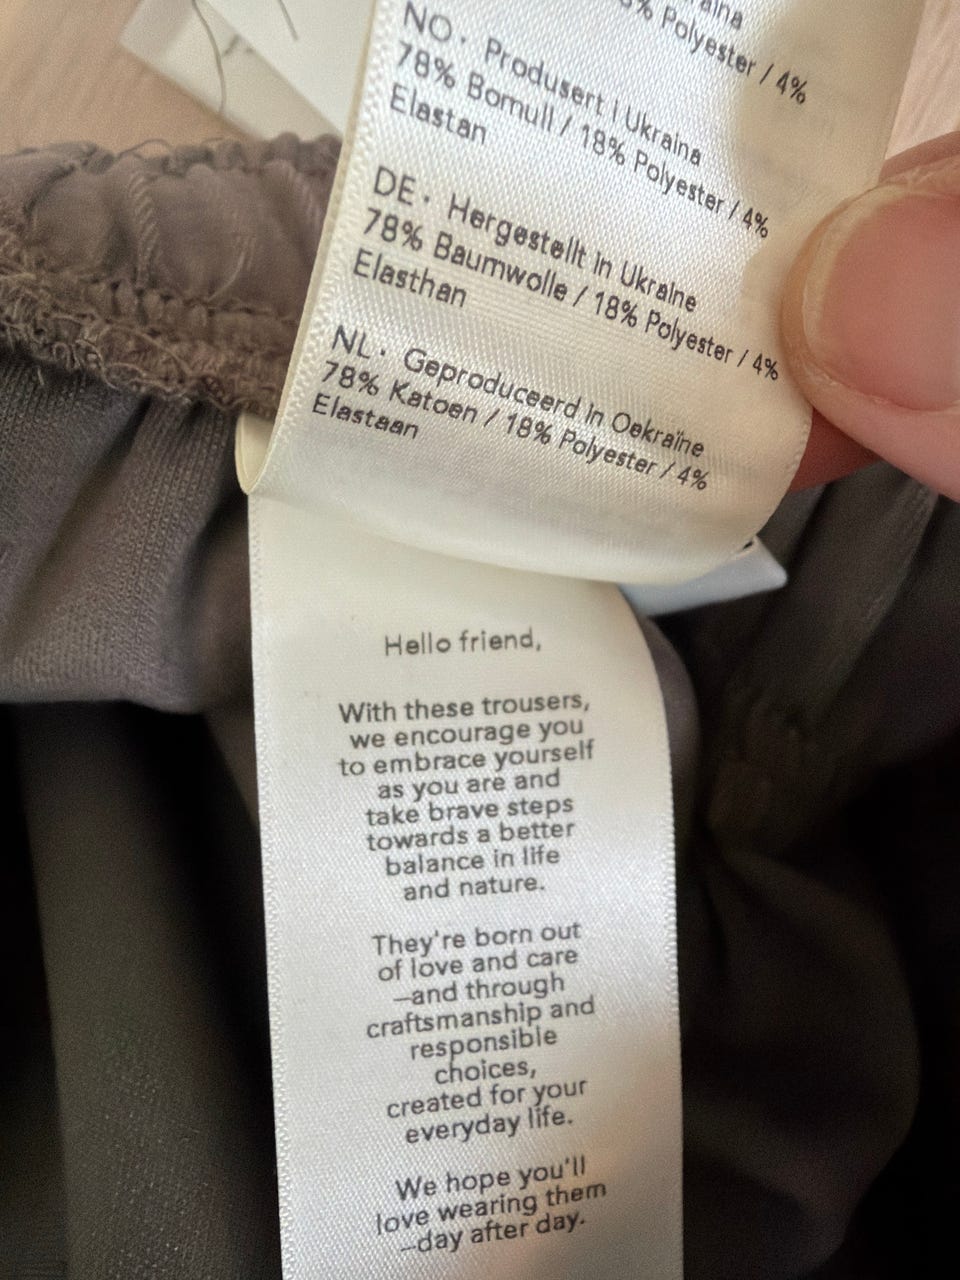 aina
% Polyester / 4%
NO · Produsert i Ukraina
78% Bomull / 18% Polyester / 4%
Elastan
DE · Hergestellt in Ukraine
78% Baumwolle / 18% Polyester / 4%
Elasthan
NL · Geproduceerd in Oekraïne
78% Katoen / 18% Polyester / 4%
Elastaan
Hello friend,
With these trousers,
we encourage you
to embrace yourself
as you are and
take brave steps
towards a better
balance in life
and nature.
They're born out
of love and care
–and through
craftsmanship and
responsible
choices,
created for your
everyday life.
We hope you'll
love wearing them
–day after day.